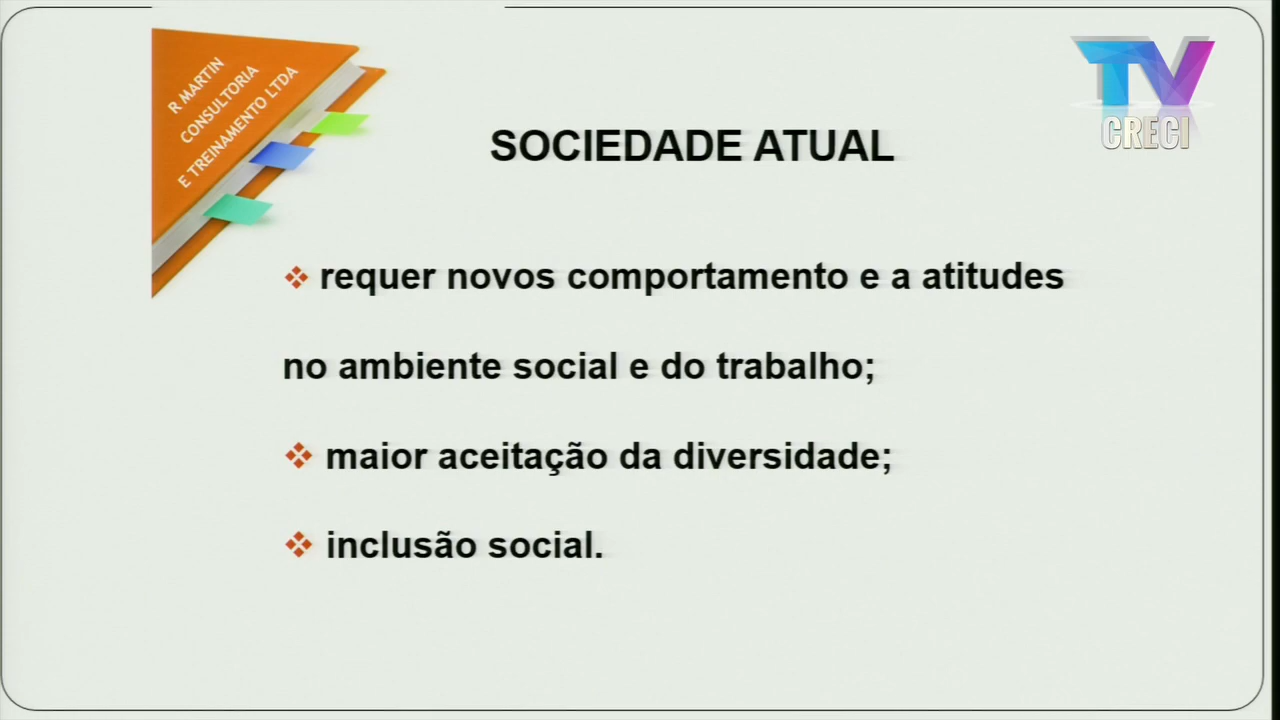 R MARTIN
CONSULTORIA
E TREINAMENTO LTDA
TV
CRECI
SOCIEDADE ATUAL
❖ requer novos comportamento e a atitudes
no ambiente social e do trabalho;
❖ maior aceitação da diversidade;
❖ inclusão social.